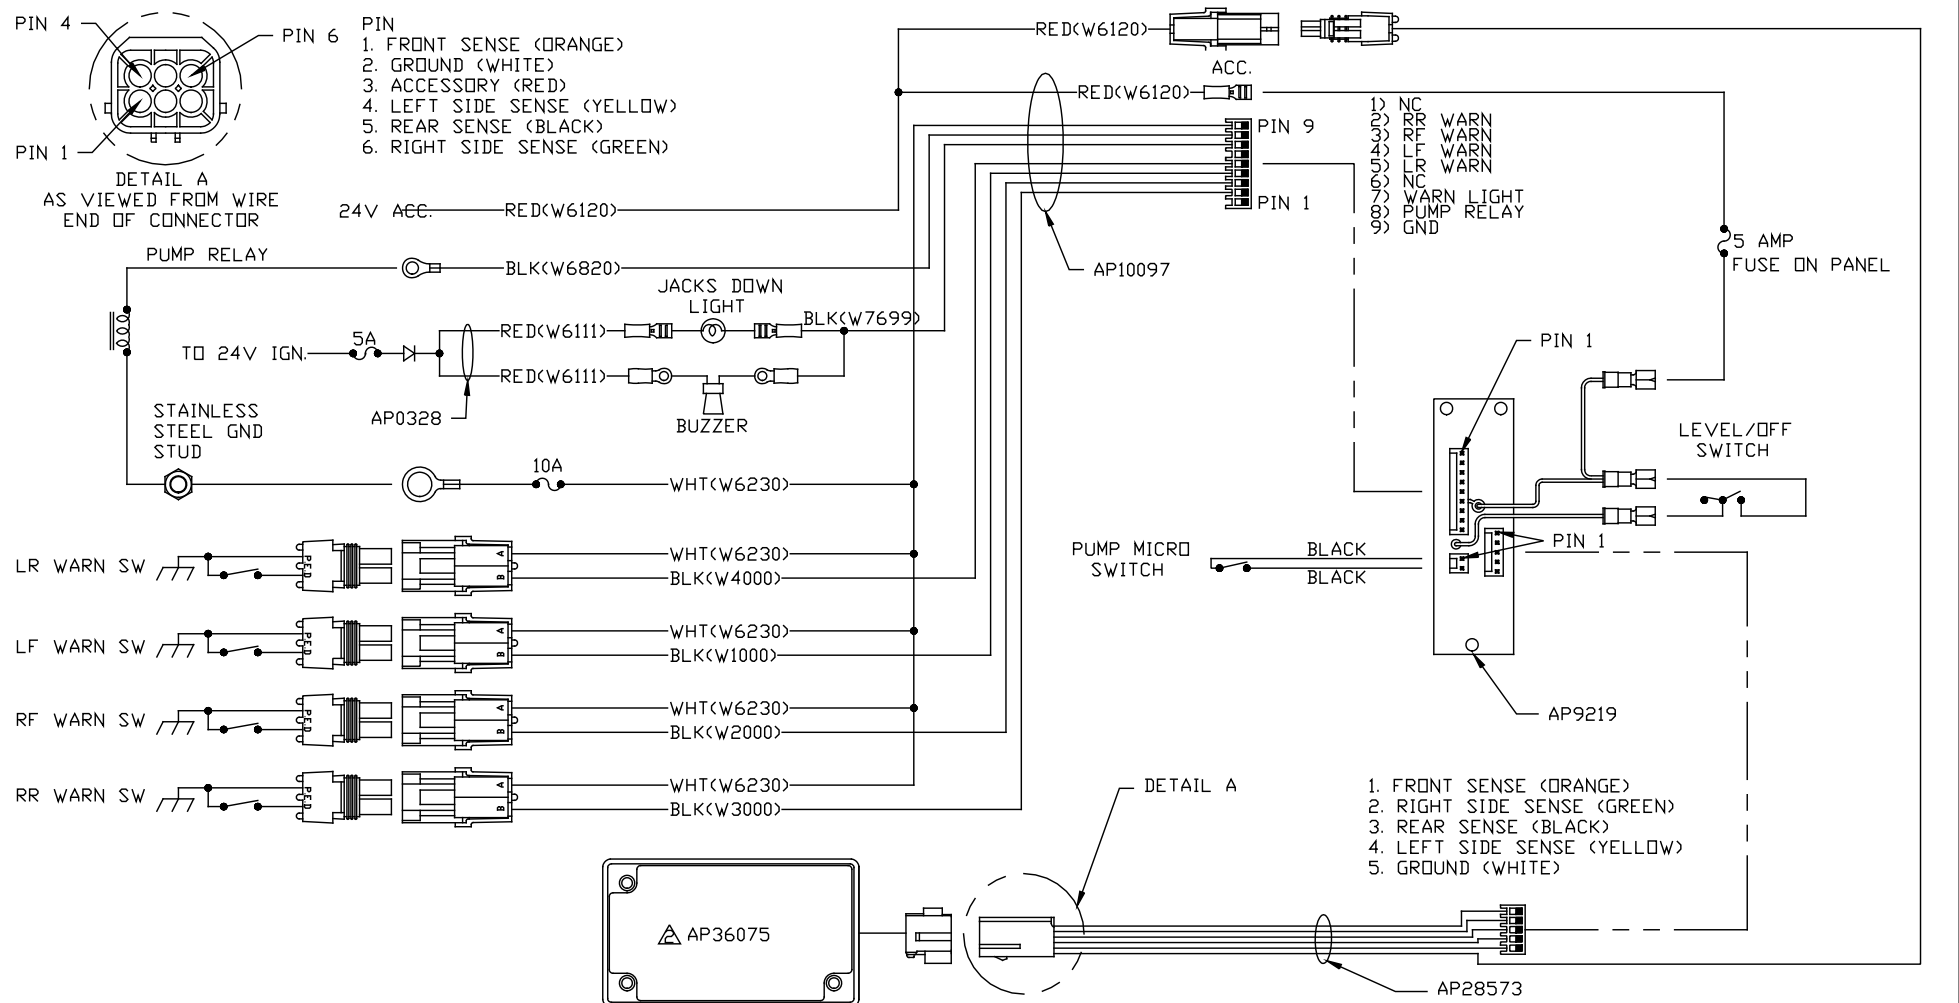 PIN 4
PIN 6
PIN 1
DETAIL A
AS VIEWED FROM WIRE
END OF CONNECTOR
PIN
1. FRONT SENSE (ORANGE)
2. GROUND (WHITE)
3. ACCESSORY (RED)
4. LEFT SIDE SENSE (YELLOW)
5. REAR SENSE (BLACK)
6. RIGHT SIDE SENSE (GREEN)
RED(W6120)
ACC.
RED(W6120)
PIN 9
PIN 1
1) NC
2) RR WARN
3) RF WARN
4) LF WARN
5) LR WARN
6) NC
7) WARN LIGHT
8) PUMP RELAY
9) GND
24V ACC.
RED(W6120)
AP10097
5 AMP
FUSE ON PANEL
PUMP RELAY
BLK(W6820)
JACKS DOWN
LIGHT
RED(W6111)
BLK(W7699)
TO 24V IGN.
5A
RED(W6111)
BUZZER
AP0328
STAINLESS
STEEL GND
STUD
10A
WHT(W6230)
PIN 1
LEVEL/OFF
SWITCH
PIN 1
PUMP MICRO
SWITCH
BLACK
BLACK
AP9219
LR WARN SW
P
E
D
A
B
WHT(W6230)
BLK(W4000)
LF WARN SW
P
E
D
A
B
WHT(W6230)
BLK(W1000)
RF WARN SW
P
E
D
A
B
WHT(W6230)
BLK(W2000)
RR WARN SW
P
E
D
A
B
WHT(W6230)
BLK(W3000)
DETAIL A
1. FRONT SENSE (ORANGE)
2. RIGHT SIDE SENSE (GREEN)
3. REAR SENSE (BLACK)
4. LEFT SIDE SENSE (YELLOW)
5. GROUND (WHITE)
2 AP36075
AP28573